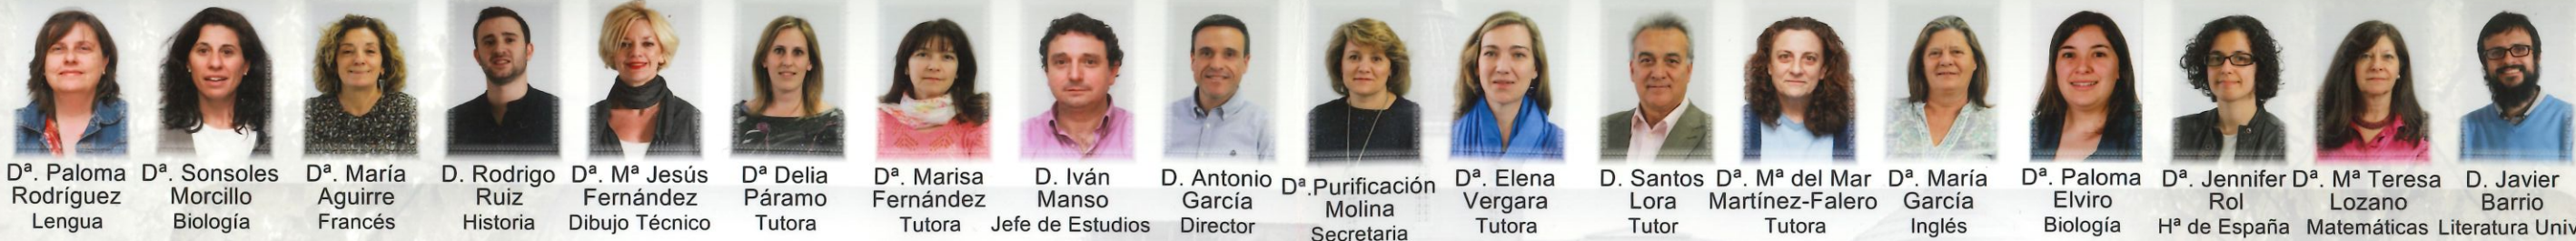 Dª. Paloma
Rodríguez
Lengua
Dª. Sonsoles
Morcillo
Biología
Dª. María
Aguirre
Francés
D. Rodrigo
Ruiz
Historia
Dª. Mª Jesús
Fernández
Dibujo Técnico
Dª Delia
Páramo
Tutora
Dª. Marisa
Fernández
Tutora
D. Iván
Manso
Jefe de Estudios
D. Antonio
García
Director
Dª.Purificación
Molina
Secretaria
Dª. Elena
Vergara
Tutora
D. Santos
Lora
Tutor
Dª. Mª del Mar
Martínez-Falero
Tutora
Dª. María
García
Inglés
Dª. Paloma
Elviro
Biología
Dª. Jennifer
Rol
Hª de España
Dª. Mª Teresa
Lozano
Matemáticas
D. Javier
Barrio
Literatura Univ